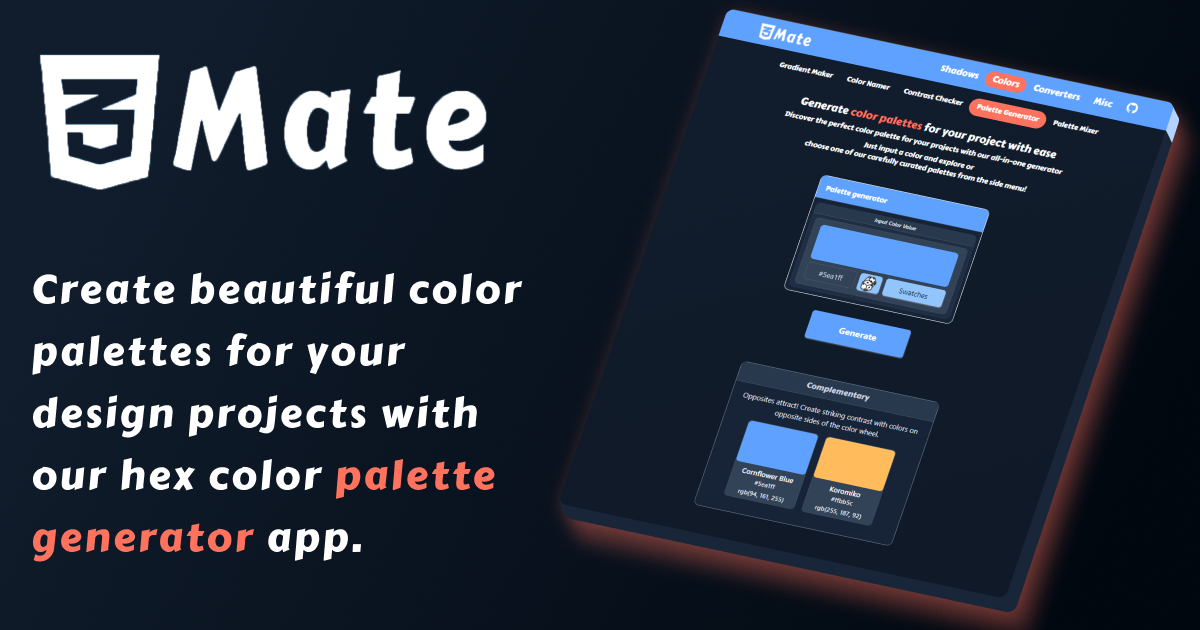 Mate
Create beautiful color
palettes for your
design projects with
our hex color palette
generator app.
Mate
Shadows Colors Converters Misc
Gradient Maker Color Namer Contrast Checker Palette Generator Palette Mixer
Generate color palettes for your project with ease
Discover the perfect color palette for your projects with our all-in-one generator
Just input a color and explore or
choose one of our carefully curated palettes from the side menu!
Palette generator
Input Color Value
#5ea1ff
Swatches
Generate
Complementary
Opposites attract! Create striking contrast with colors on
opposite sides of the color wheel.
Cornflower Blue
#5ea1ff
rgb(94, 161, 255)
Koromiko
#ffbb5c
rgb(255, 187, 92)